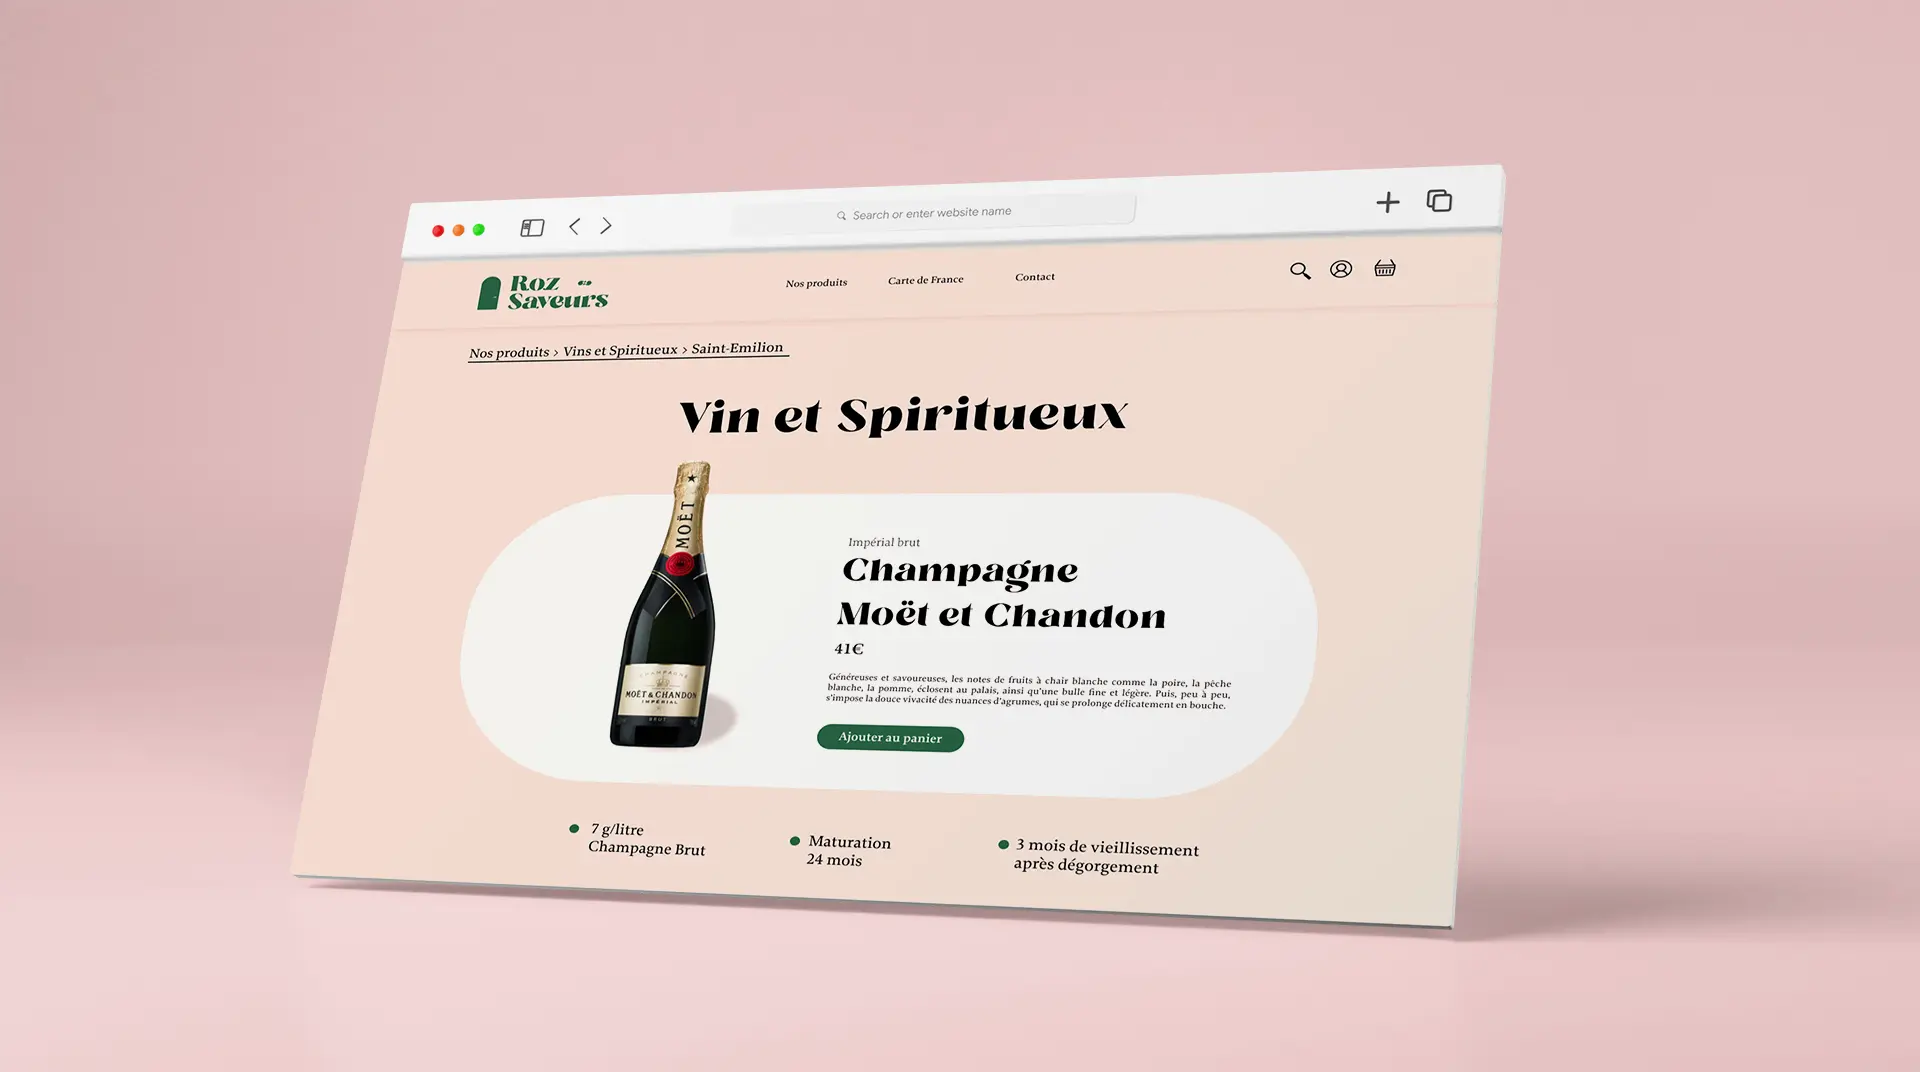 Search or enter website name
Roz
Saveurs
Nos produits
Carte de France
Contact
Nos produits > Vins et Spiritueux > Saint-Emilion
Vin et Spiritueux
MOËT
CHAMPAGNE
MOËT & CHANDON
IMPÉRIAL
BRUT
Impérial brut
Champagne
Moët et Chandon
41€
Généreuses et savoureuses, les notes de fruits à chair blanche comme la poire, la pêche
blanche, la pomme, éclosent au palais, ainsi qu'une bulle fine et légère. Puis, peu à peu,
s'impose la douce vivacité des nuances d'agrumes, qui se prolonge délicatement en bouche.
Ajouter au panier
7 g/litre
Champagne Brut
Maturation
24 mois
3 mois de vieillissement
après dégorgement